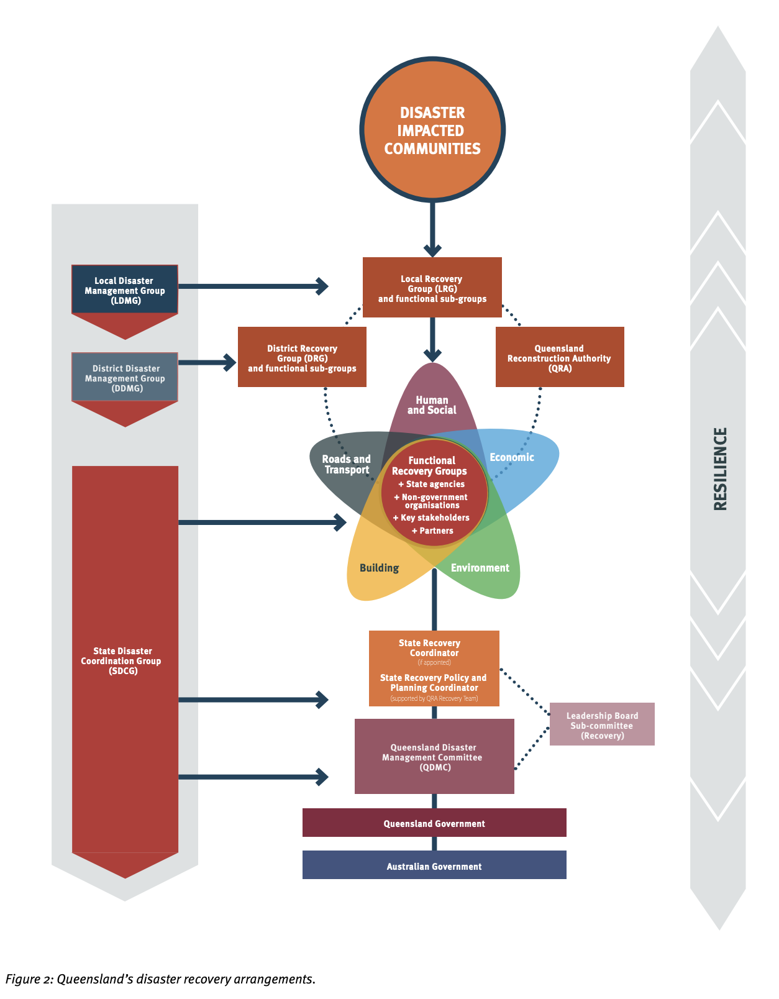 DISASTER
IMPACTED
COMMUNITIES
Local Disaster
Management Group
(LDMG)
Local Recovery
Group (LRG)
and functional sub-groups
District Disaster
Management Group
(DDMG)
District Recovery
Group (DRG)
and functional sub-groups
Queensland
Reconstruction Authority
(QRA)
Human
and Social
Roads and
Transport
Economic
Functional
Recovery Groups
+ State agencies
+ Non-government
organisations
+ Key stakeholders
+ Partners
Building
Environment
RESILIENCE
State Disaster
Coordination Group
(SDCG)
State Recovery
Coordinator
(if appointed)
State Recovery Policy and
Planning Coordinator
(supported by QRA Recovery Team)
Leadership Board
Sub-committee
(Recovery)
Queensland Disaster
Management Committee
(QDMC)
Queensland Government
Australian Government
Figure 2: Queensland’s disaster recovery arrangements.